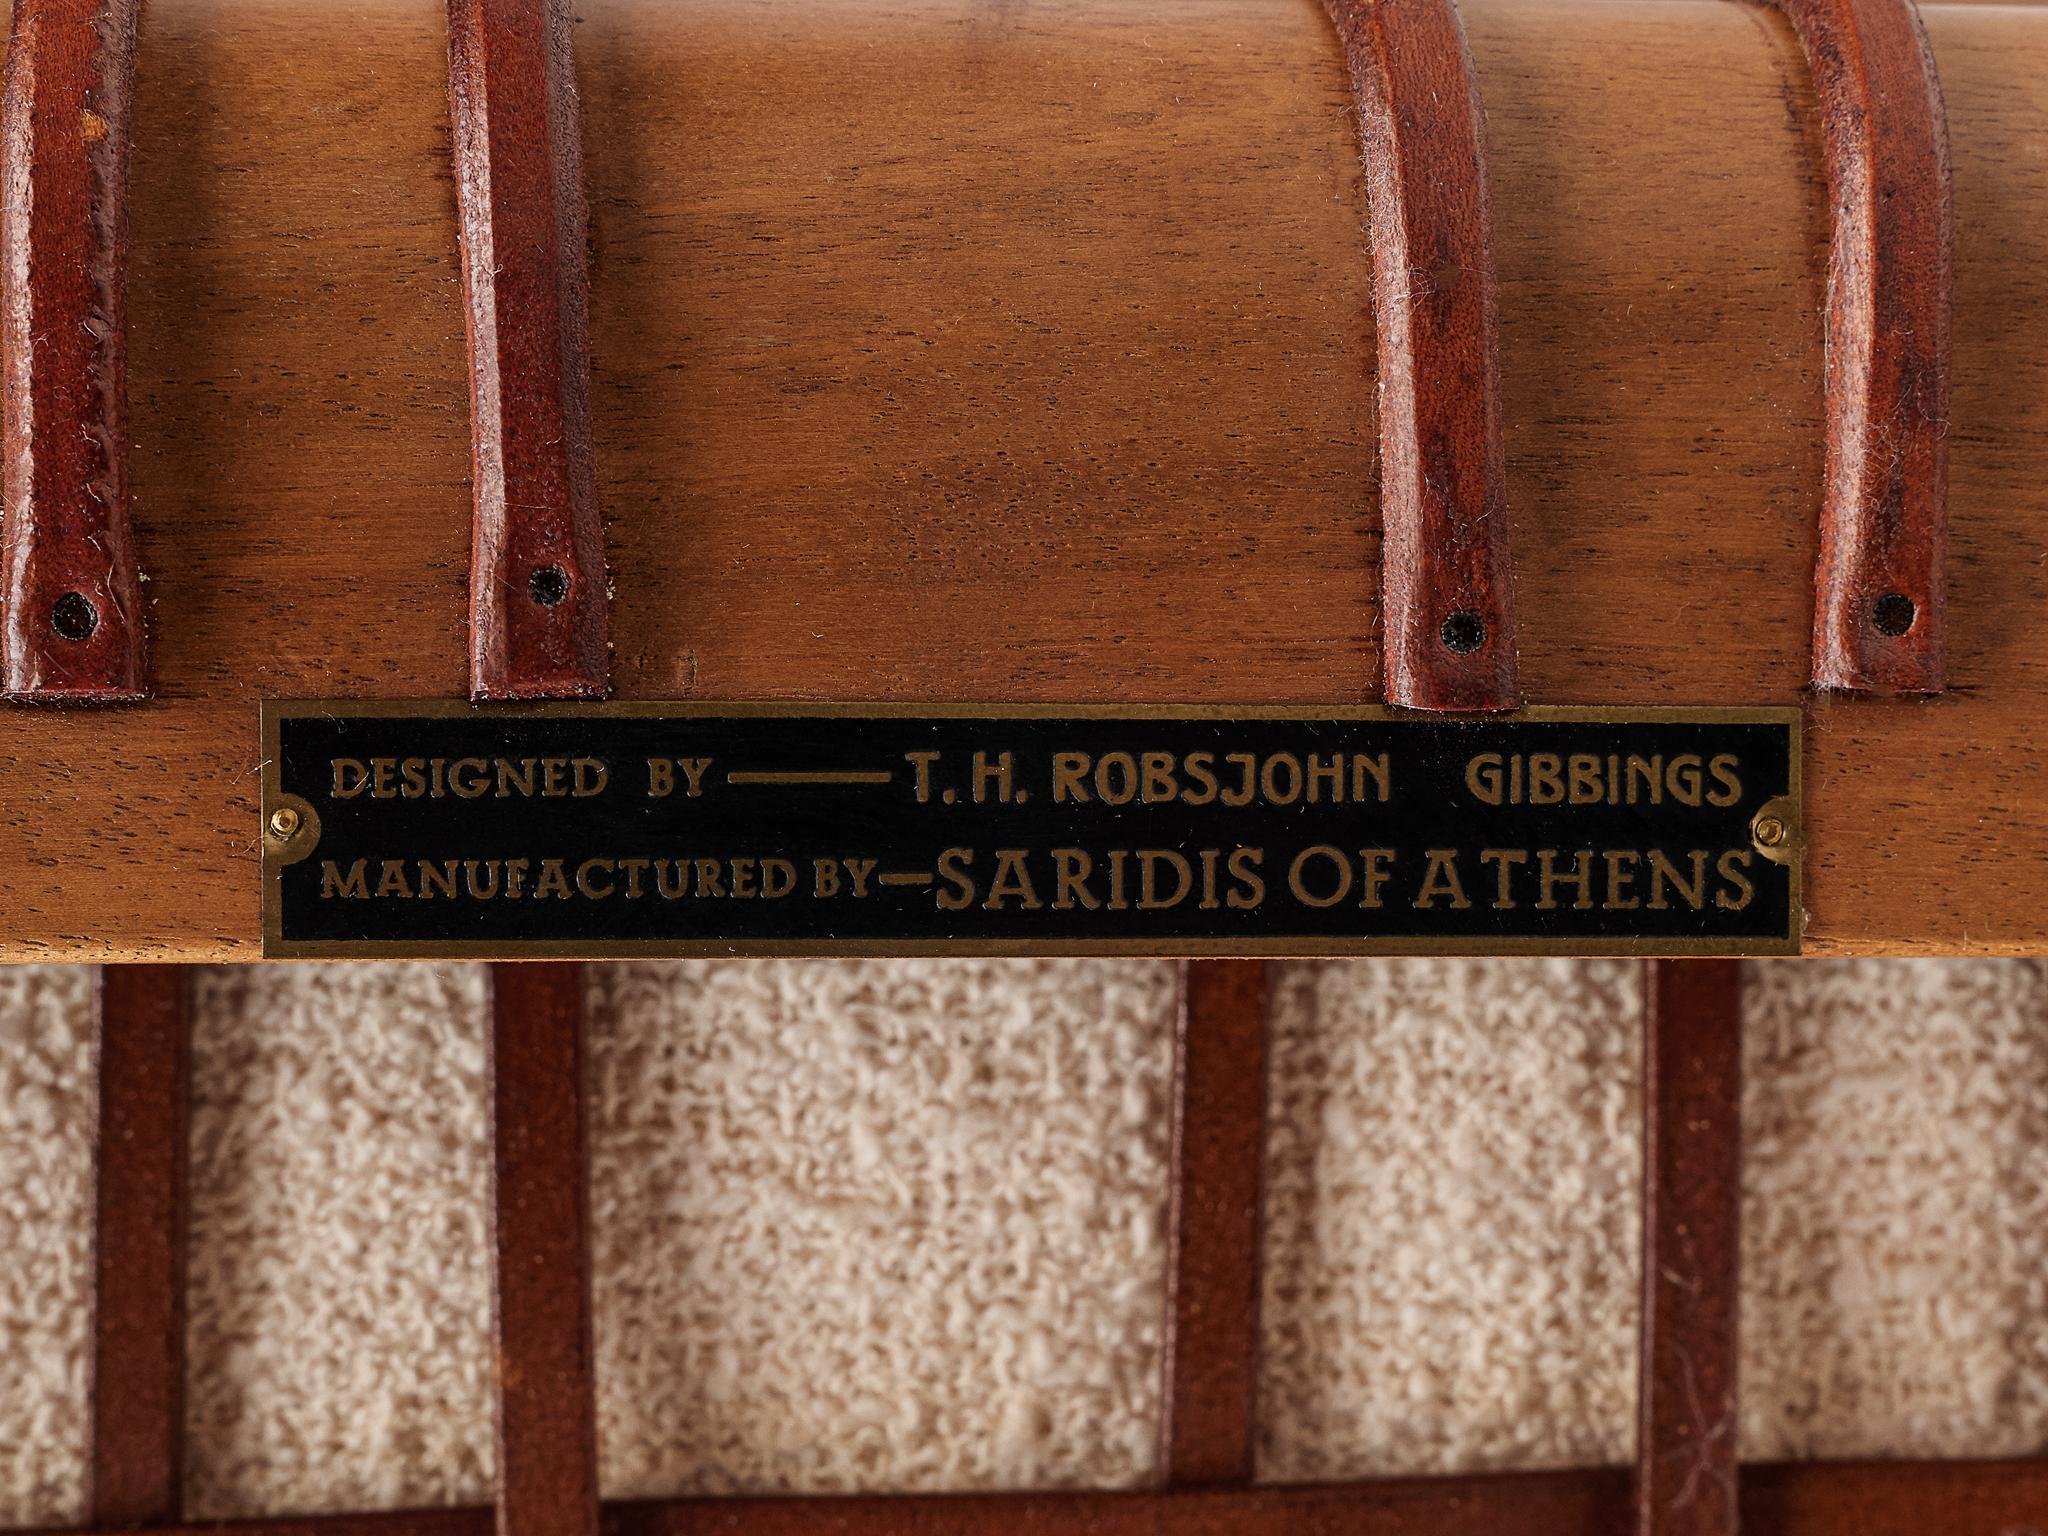 DESIGNED BY — T. H. ROBSJOHN GIBBINGS
MANUFACTURED BY — SARIDIS OF ATHENS